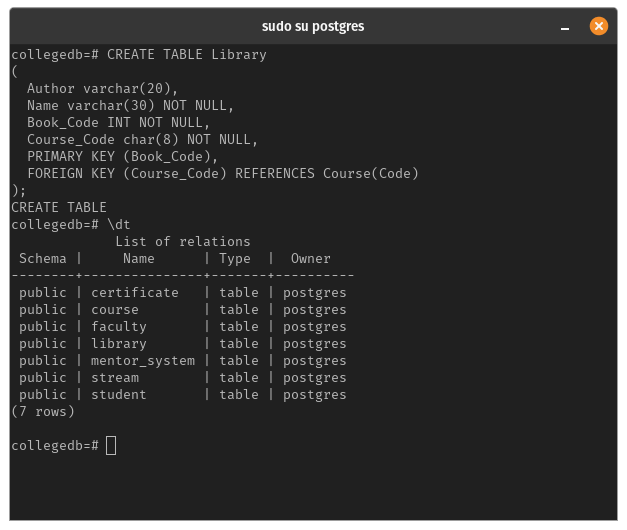 sudo su postgres
collegedb=# CREATE TABLE Library
(
  Author varchar(20),
  Name varchar(30) NOT NULL,
  Book_Code INT NOT NULL,
  Course_Code char(8) NOT NULL,
  PRIMARY KEY (Book_Code),
  FOREIGN KEY (Course_Code) REFERENCES Course(Code)
);
CREATE TABLE
collegedb=# \dt
             List of relations
 Schema |     Name      | Type  |  Owner
--------+---------------+-------+----------
 public | certificate   | table | postgres
 public | course        | table | postgres
 public | faculty       | table | postgres
 public | library       | table | postgres
 public | mentor_system | table | postgres
 public | stream        | table | postgres
 public | student       | table | postgres
(7 rows)
collegedb=#